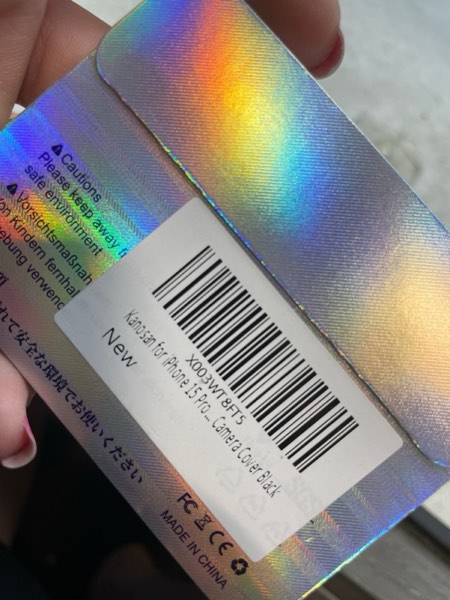 ⚠ Cautions
Please keep away
safe environment
⚠ Vorsichtsmaßnah
Von Kindern fernha
ebung verwend
れて安全な環境でお使いください
X003WT8FT5
Kanosan for iPhone 15 Pro ... Camera Cover Black
New
FC CE
MADE IN CHINA